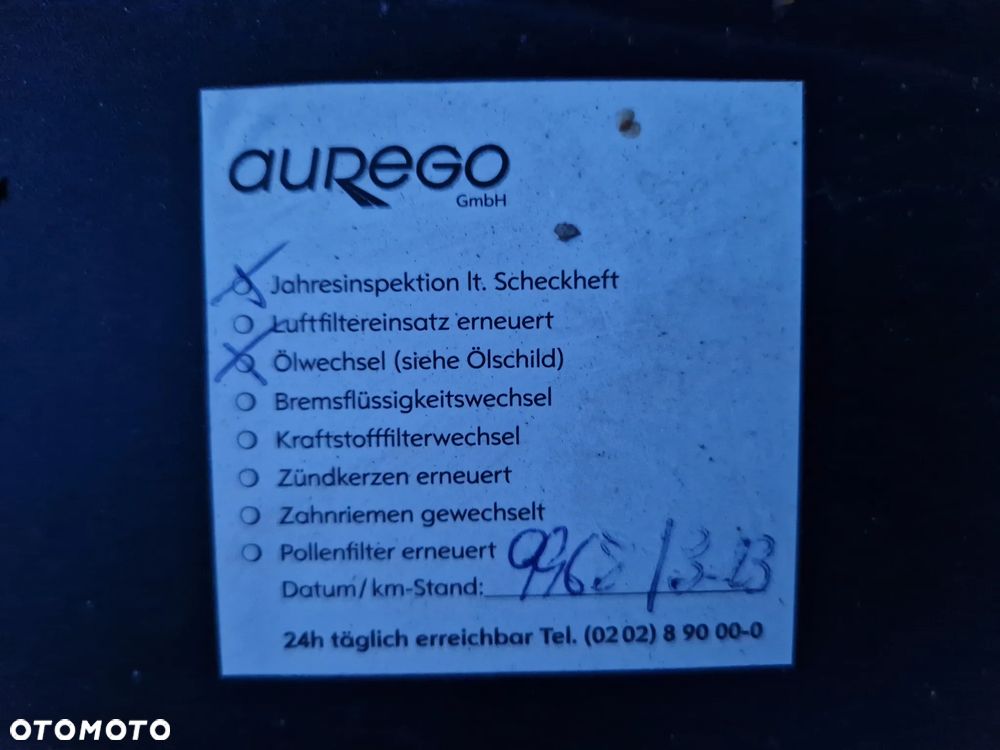 auReGO
GmbH
Jahresinspektion lt. Scheckheft
Luftfiltereinsatz erneuert
Ölwechsel (siehe Ölschild)
Bremsflüssigkeitswechsel
Kraftstofffilterwechsel
Zündkerzen erneuert
Zahnriemen gewechselt
Pollenfilter erneuert
Datum/km-Stand:
24h täglich erreichbar Tel. (02 02) 8 90 00-0
OTOMOTO